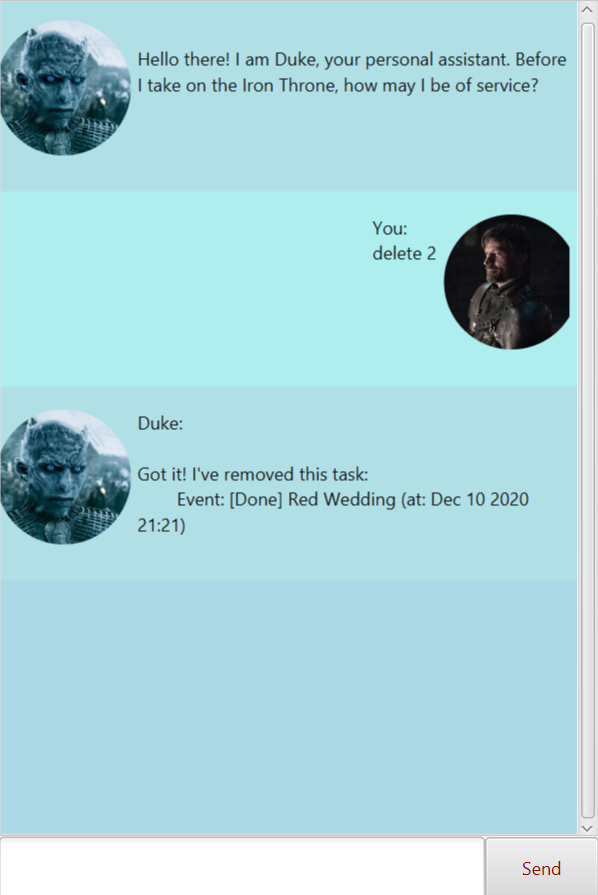 Hello there! I am Duke, your personal assistant. Before
I take on the Iron Throne, how may I be of service?
You:
delete 2
Duke:
Got it! I've removed this task:
Event: [Done] Red Wedding (at: Dec 10 2020
21:21)
Send